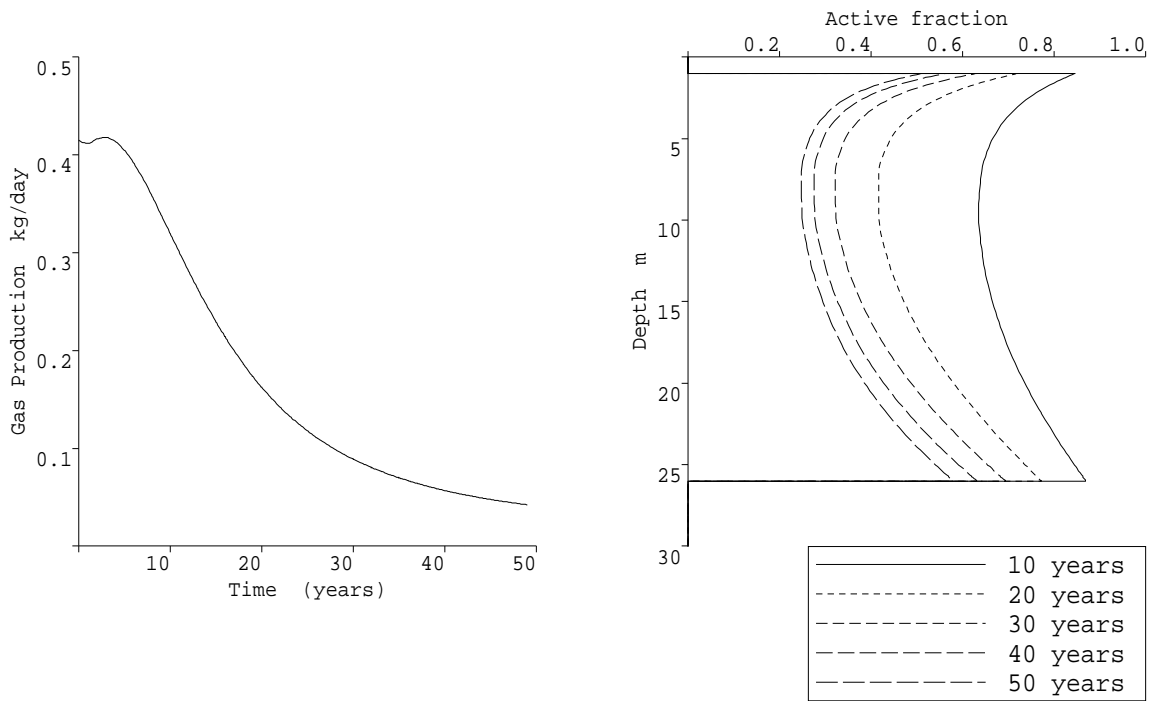 0.5
0.4
0.3
0.2
0.1
Gas Production kg/day
10 20 30 40 50
Time (years)
Active fraction
0.2 0.4 0.6 0.8 1.0
5
10
15
20
25
30
Depth m
10 years
20 years
30 years
40 years
50 years